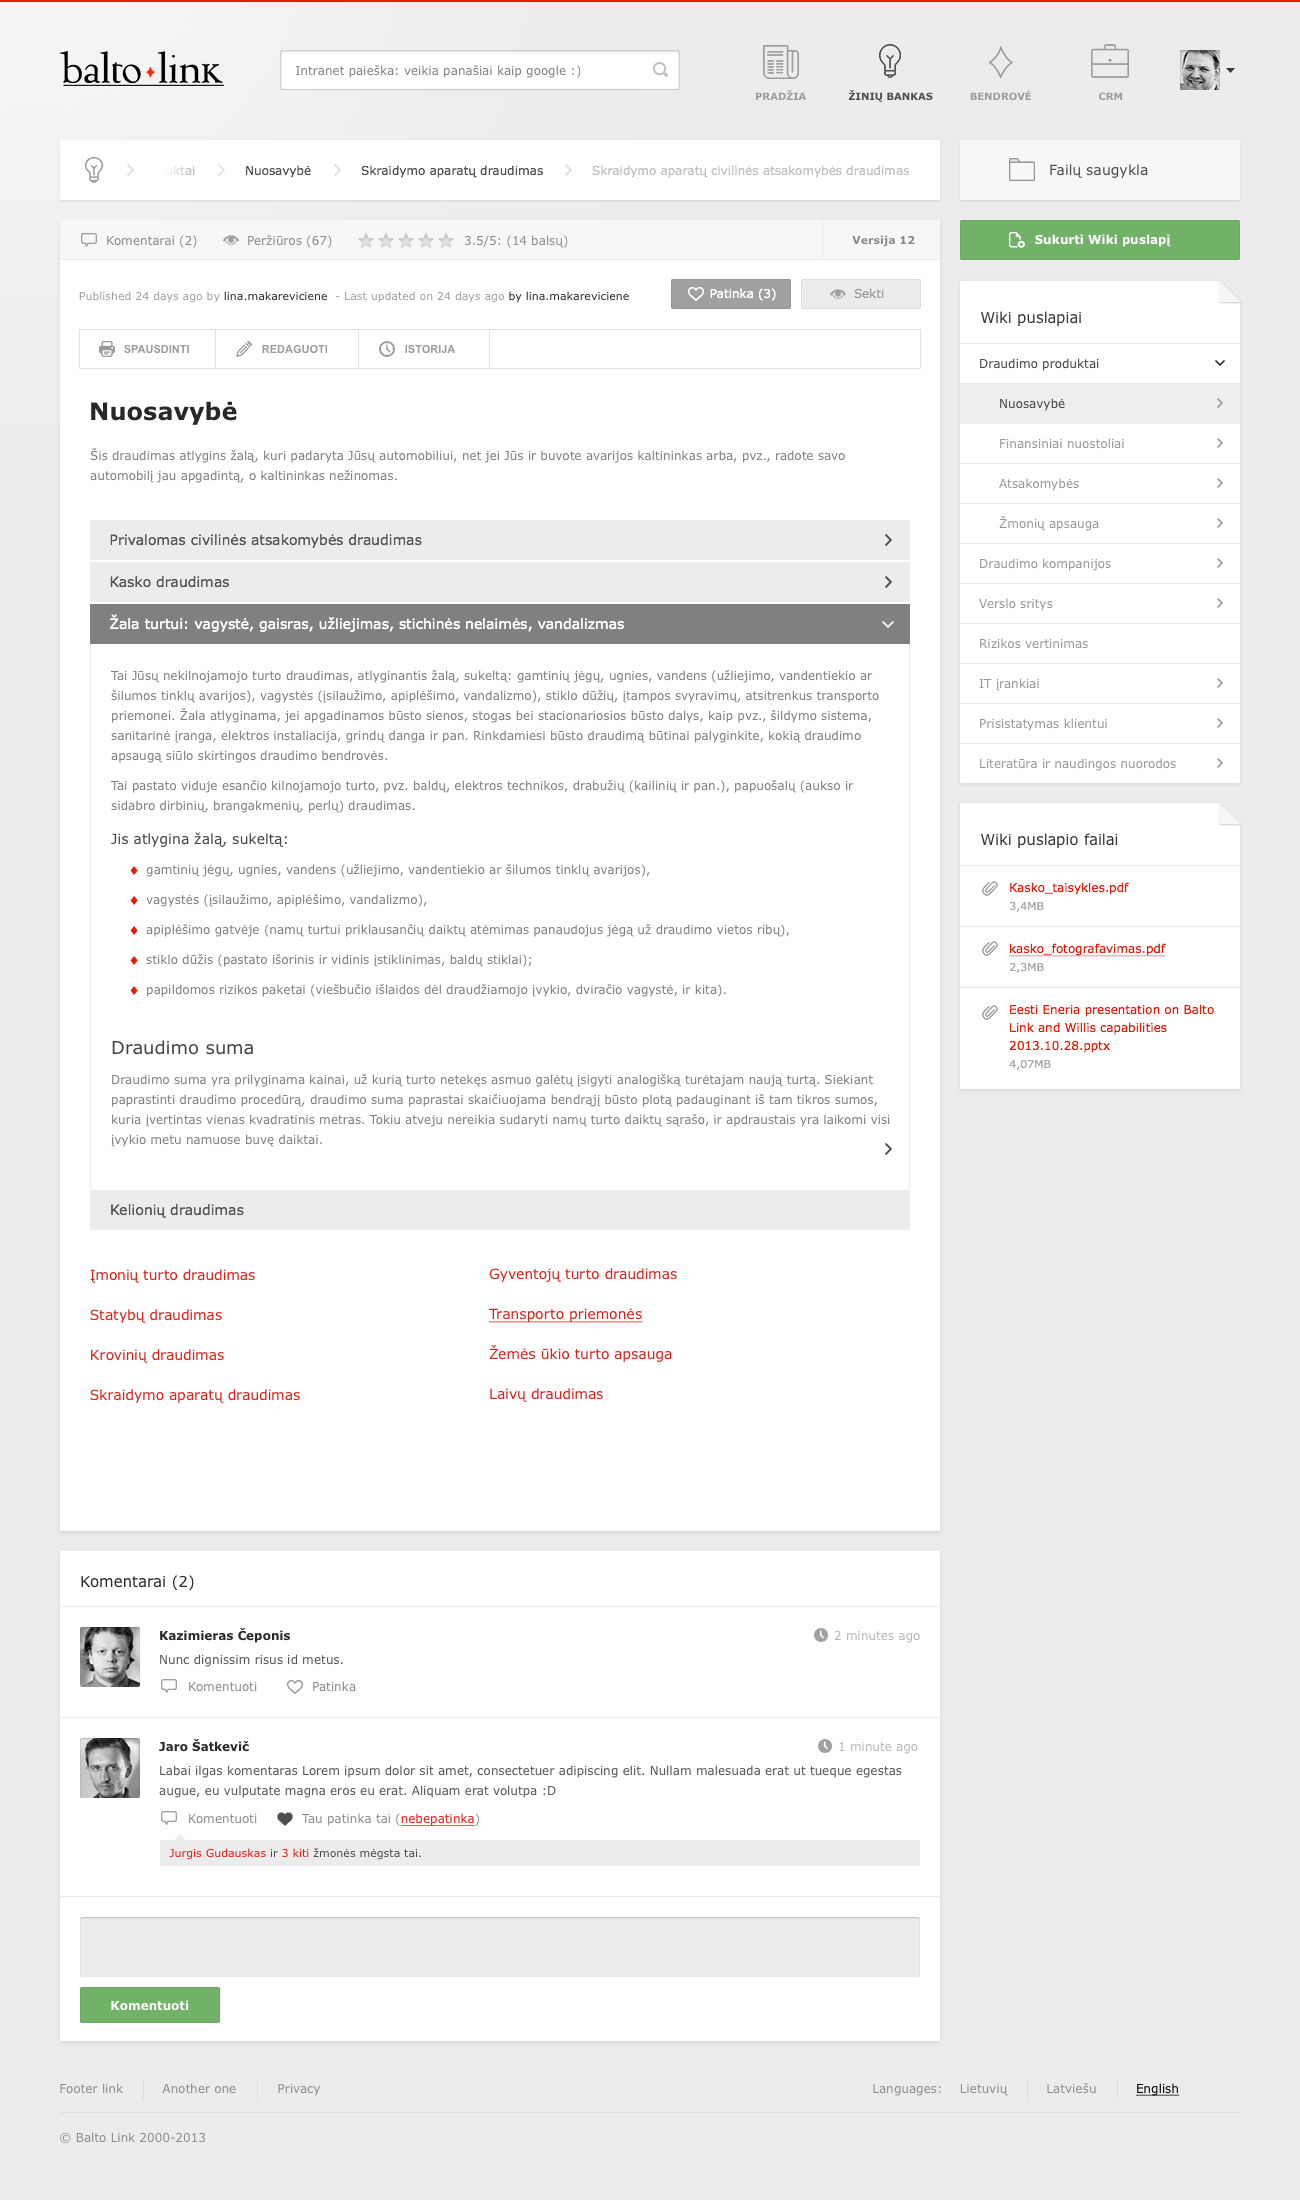 balto link
Intranet paieška: veikia panašiai kaip google :)
PRADŽIA
ŽINIŲ BANKAS
BENDROVĖ
CRM
uktai
Nuosavybė
Skraidymo aparatų draudimas
Skraidymo aparatų civilinės atsakomybės draudimas
Failų saugykla
Komentarai (2)
Peržiūros (67)
3.5/5: (14 balsų)
Versija 12
Sukurti Wiki puslapį
Published 24 days ago by lina.makareviciene - Last updated on 24 days ago by lina.makareviciene
Patinka (3)
Sekti
SPAUSDINTI
REDAGUOTI
ISTORIJA
Nuosavybė
Šis draudimas atlygins žalą, kuri padaryta Jūsų automobiliui, net jei Jūs ir buvote avarijos kaltininkas arba, pvz., radote savo
automobilį jau apgadintą, o kaltininkas nežinomas.
Privalomas civilinės atsakomybės draudimas
Kasko draudimas
Žala turtui: vagystė, gaisras, užliejimas, stichinės nelaimės, vandalizmas
Tai Jūsų nekilnojamojo turto draudimas, atlyginantis žalą, sukeltą: gamtinių jėgų, ugnies, vandens (užliejimo, vandentiekio ar
šilumos tinklų avarijos), vagystės (įsilaužimo, apiplėšimo, vandalizmo), stiklo dūžių, įtampos svyravimų, atsitrenkus transporto
priemonei. Žala atlyginama, jei apgadinamos būsto sienos, stogas bei stacionariosios būsto dalys, kaip pvz., šildymo sistema,
sanitarinė įranga, elektros instaliacija, grindų danga ir pan. Rinkdamiesi būsto draudimą būtinai palyginkite, kokią draudimo
apsaugą siūlo skirtingos draudimo bendrovės.
Tai pastato viduje esančio kilnojamojo turto, pvz. baldų, elektros technikos, drabužių (kailinių ir pan.), papuošalų (aukso ir
sidabro dirbinių, brangakmenių, perlų) draudimas.
Jis atlygina žalą, sukeltą:
gamtinių jėgų, ugnies, vandens (užliejimo, vandentiekio ar šilumos tinklų avarijos),
vagystės (įsilaužimo, apiplėšimo, vandalizmo),
apiplėšimo gatvėje (namų turtui priklausančių daiktų atėmimas panaudojus jėgą už draudimo vietos ribų),
stiklo dūžis (pastato išorinis ir vidinis įstiklinimas, baldų stiklai);
papildomos rizikos paketai (viešbučio išlaidos dėl draudžiamojo įvykio, dviračio vagystė, ir kita).
Draudimo suma
Draudimo suma yra prilyginama kainai, už kurią turto netekęs asmuo galėtų įsigyti analogišką turėtajam naują turtą. Siekiant
paprastinti draudimo procedūrą, draudimo suma paprastai skaičiuojama bendrąjį būsto plotą padauginant iš tam tikros sumos,
kuria įvertintas vienas kvadratinis metras. Tokiu atveju nereikia sudaryti namų turto daiktų sąrašo, ir apdraustais yra laikomi visi
įvykio metu namuose buvę daiktai.
Kelionių draudimas
Įmonių turto draudimas
Gyventojų turto draudimas
Statybų draudimas
Transporto priemonės
Krovinių draudimas
Žemės ūkio turto apsauga
Skraidymo aparatų draudimas
Laivų draudimas
Wiki puslapiai
Draudimo produktai
Nuosavybė
Finansiniai nuostoliai
Atsakomybės
Žmonių apsauga
Draudimo kompanijos
Verslo sritys
Rizikos vertinimas
IT įrankiai
Prisistatymas klientui
Literatūra ir naudingos nuorodos
Wiki puslapio failai
Kasko_taisykles.pdf
3,4MB
kasko_fotografavimas.pdf
2,3MB
Eesti Eneria presentation on Balto
Link and Willis capabilities
2013.10.28.pptx
4,07MB
Komentarai (2)
Kazimieras Čeponis
2 minutes ago
Nunc dignissim risus id metus.
Komentuoti
Patinka
Jaro Šatkevič
1 minute ago
Labai ilgas komentaras Lorem ipsum dolor sit amet, consectetuer adipiscing elit. Nullam malesuada erat ut tueque egestas
augue, eu vulputate magna eros eu erat. Aliquam erat volutpa :D
Komentuoti
Tau patinka tai (nebepatinka)
Jurgis Gudauskas ir 3 kiti žmonės mėgsta tai.
Komentuoti
Footer link
Another one
Privacy
Languages:
Lietuvių
Latviešu
English
© Balto Link 2000-2013